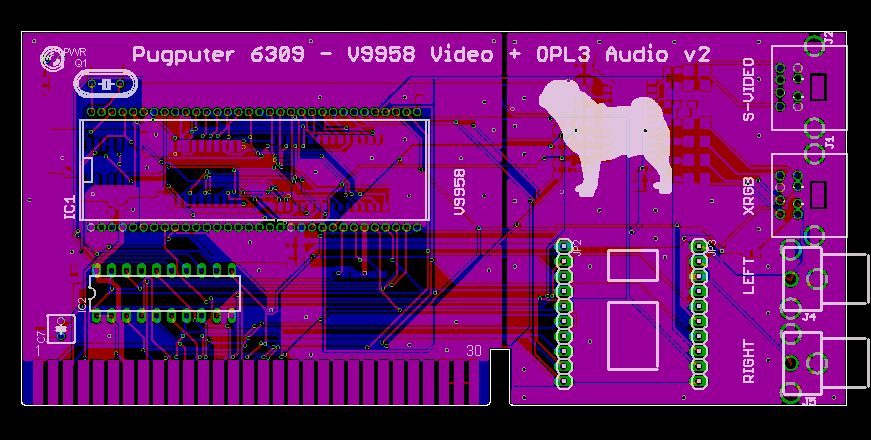 PWR
Q1
Pugputer 6309 - V9958 Video + OPL3 Audio v2
J2
S-VIDEO
J1
IC1
V9958
XRGB
JP2
JP3
LEFT
IC2
J4
C7
1
30
RIGHT
J5